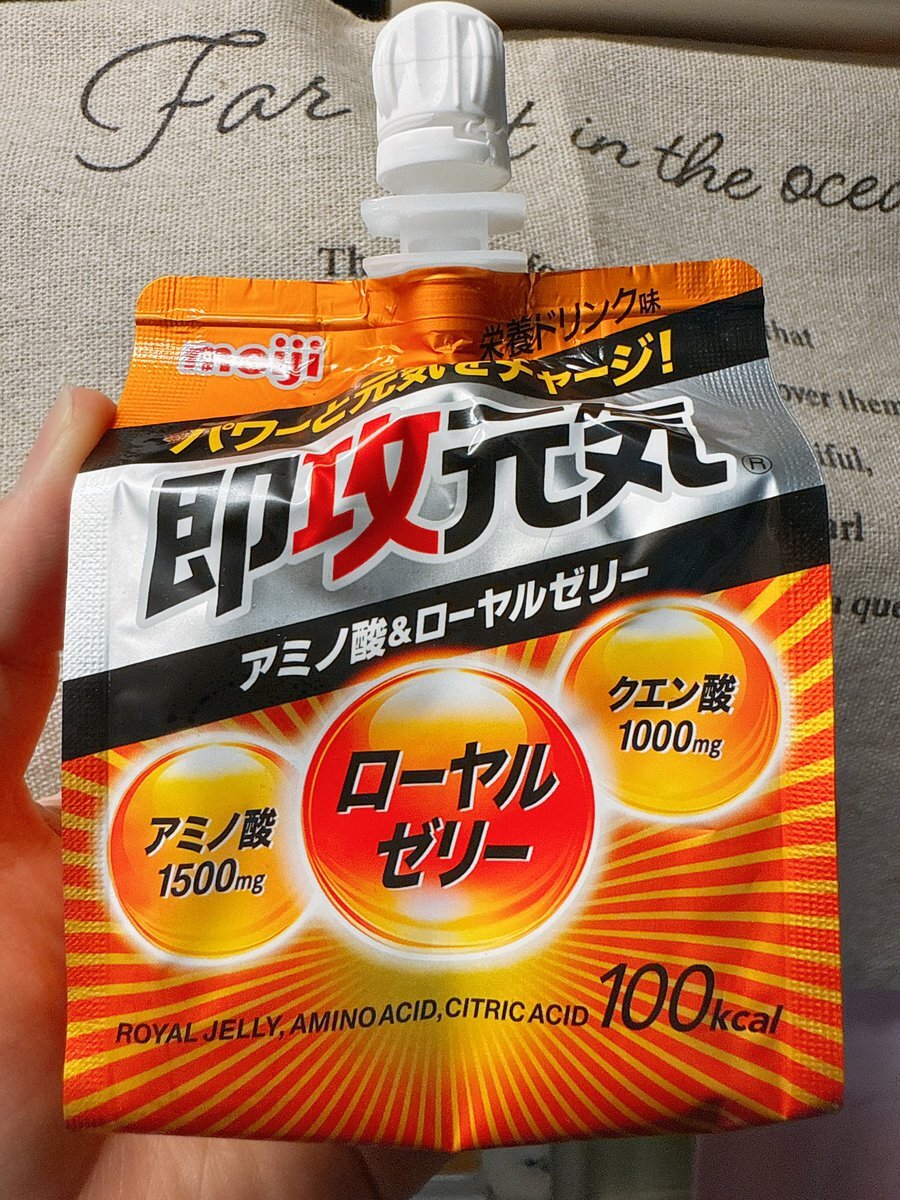 Far in the ocea
Th
that
over them
iful,
arl
que
meiji
栄養ドリンク味
パワーと元気をチャージ!
即攻元気®
アミノ酸&ローヤルゼリー
クエン酸
1000mg
ローヤル
ゼリー
アミノ酸
1500mg
ROYAL JELLY, AMINO ACID, CITRIC ACID 100kcal